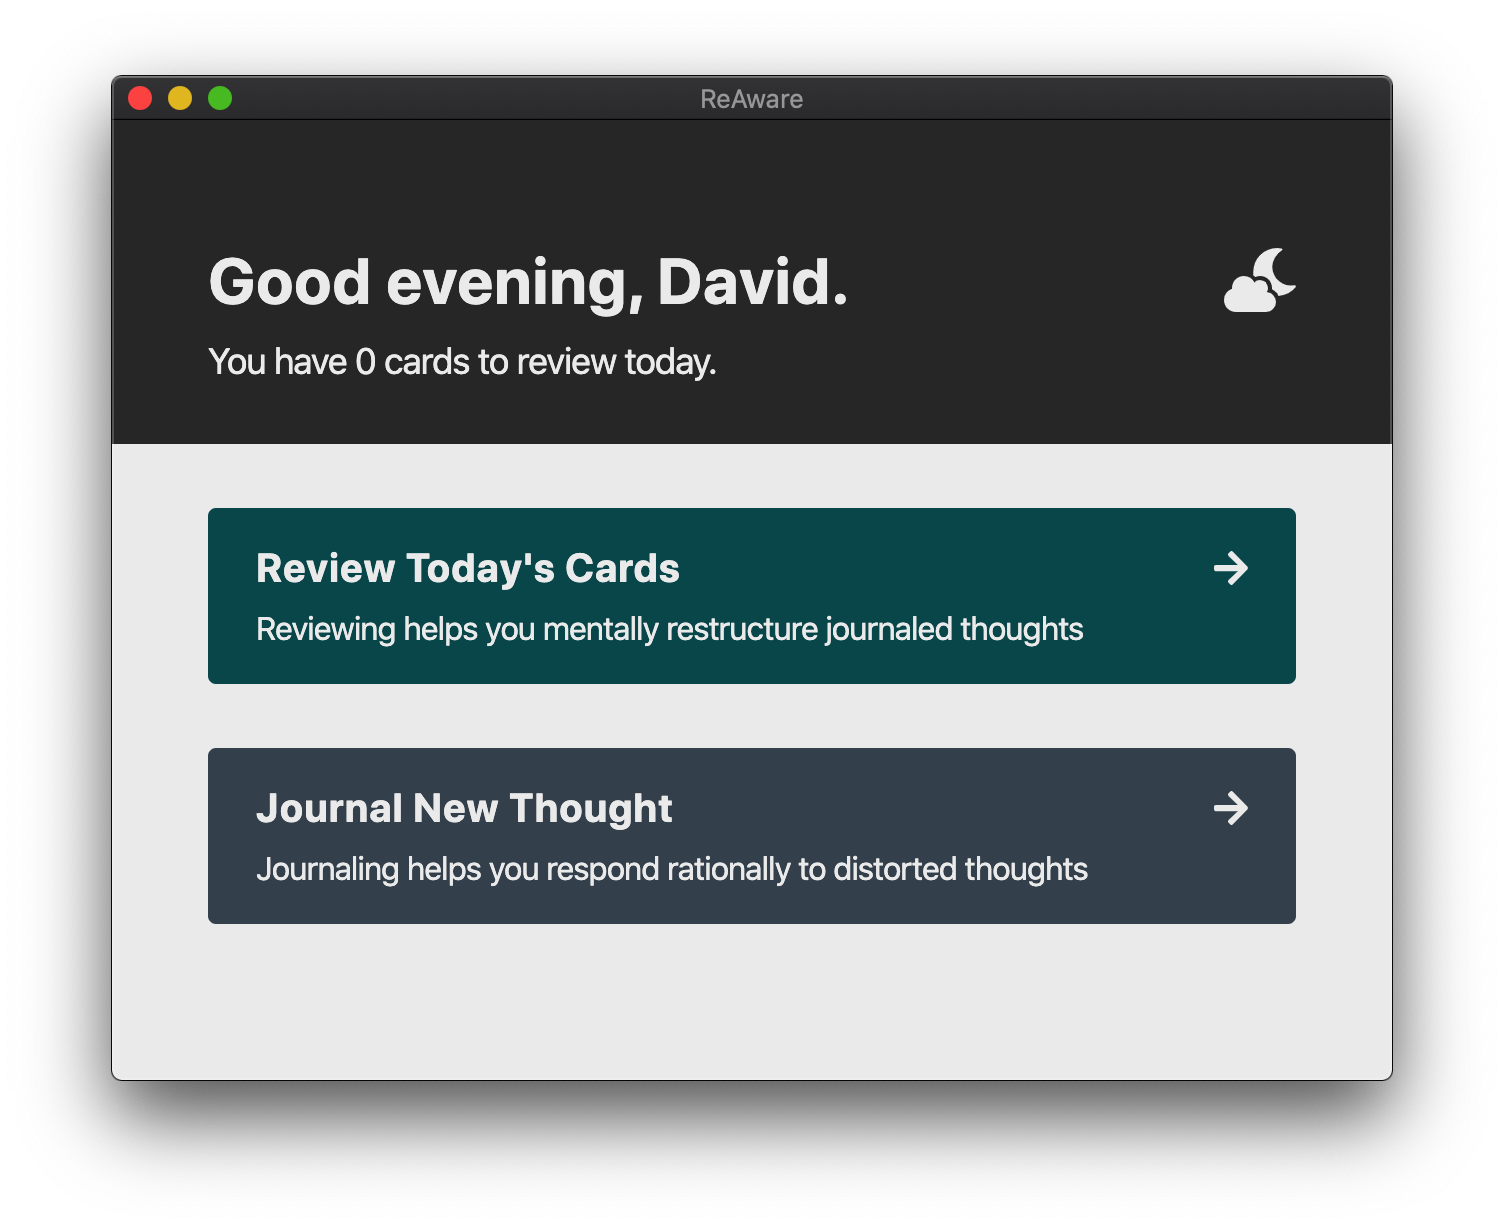 ReAware
Good evening, David.
You have 0 cards to review today.
Review Today's Cards
Reviewing helps you mentally restructure journaled thoughts
Journal New Thought
Journaling helps you respond rationally to distorted thoughts